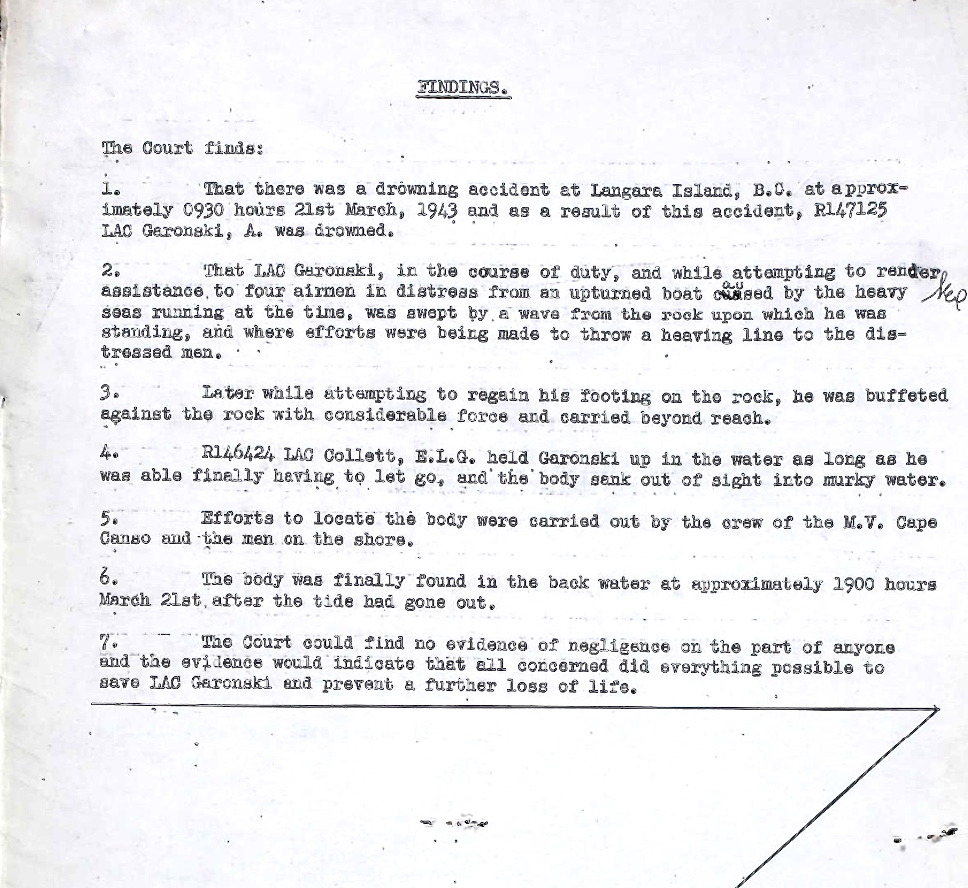 FINDINGS.
The Court finds:
1. That there was a drowning accident at Langara Island, B.C. at approx-
imately 0930 hours 21st March, 1943 and as a result of this accident, R147125
LAC Garonski, A. was drowned.
2. That LAC Garonski, in the course of duty, and while attempting to render
assistance to four airmen in distress from an upturned boat caused by the heavy
seas running at the time, was swept by a wave from the rock upon which he was
standing, and where efforts were being made to throw a heaving line to the dis-
tressed men.
3. Later while attempting to regain his footing on the rock, he was buffeted
against the rock with considerable force and carried beyond reach.
4. R146424 LAC Collett, E.L.G. held Garonski up in the water as long as he
was able finally having to let go, and the body sank out of sight into murky water.
5. Efforts to locate the body were carried out by the crew of the M.V. Cape
Canso and the men on the shore.
6. The body was finally found in the back water at approximately 1900 hours
March 21st after the tide had gone out.
7. The Court could find no evidence of negligence on the part of anyone
and the evidence would indicate that all concerned did everything possible to
save LAC Garonski and prevent a further loss of life.